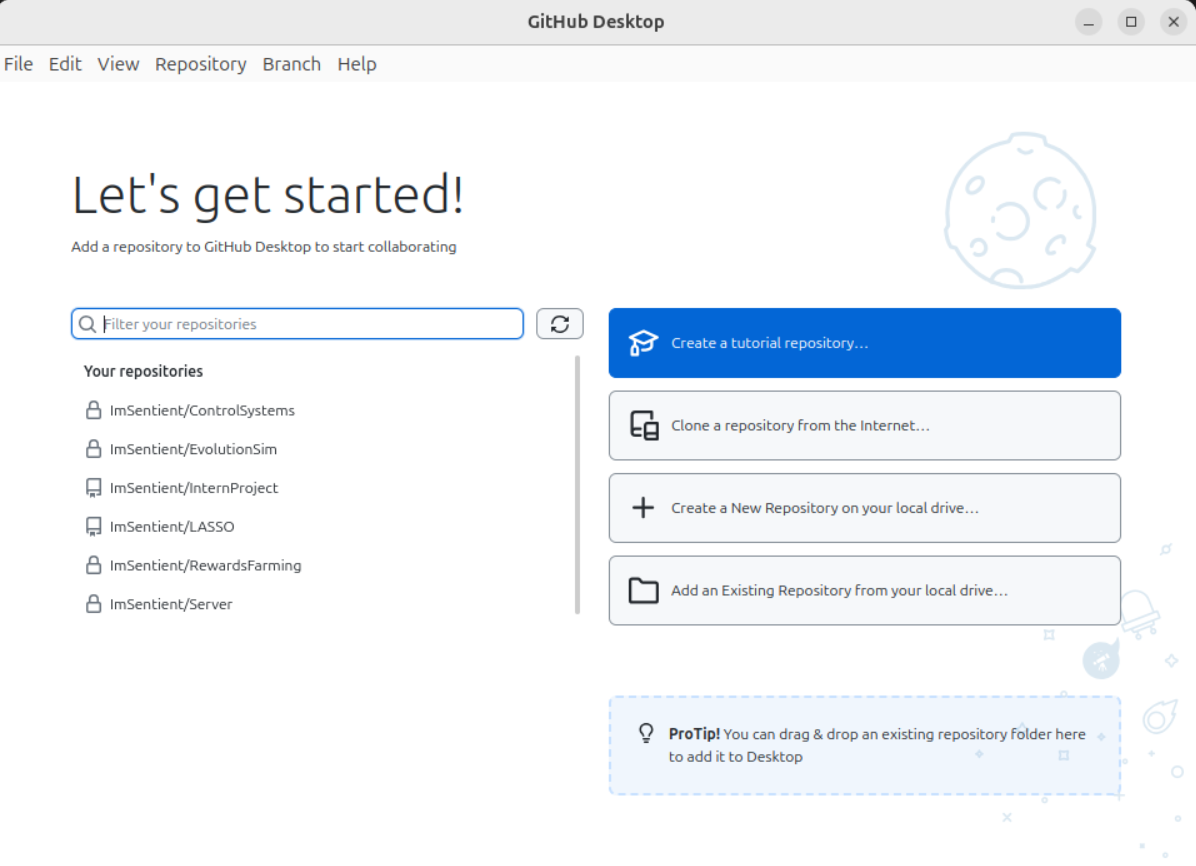 GitHub Desktop
File Edit View Repository Branch Help
Let's get started!
Add a repository to GitHub Desktop to start collaborating
Filter your repositories
Your repositories
ImSentient/ControlSystems
ImSentient/EvolutionSim
ImSentient/InternProject
ImSentient/LASSO
ImSentient/RewardsFarming
ImSentient/Server
Create a tutorial repository…
Clone a repository from the Internet…
Create a New Repository on your local drive…
Add an Existing Repository from your local drive…
ProTip! You can drag & drop an existing repository folder here
to add it to Desktop